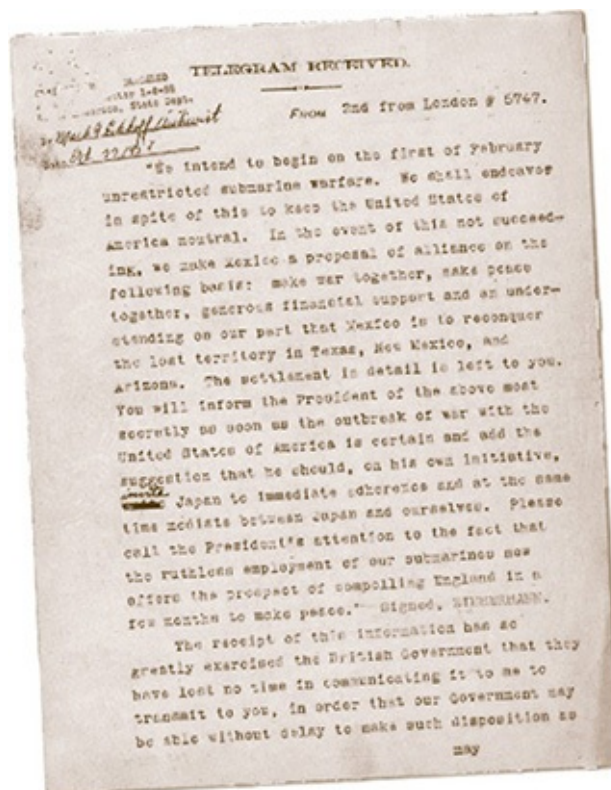 TELEGRAM RECEIVED.
FROM 2nd from London # 5747.
"We intend to begin on the first of February
unrestricted submarine warfare. We shall endeavor
in spite of this to keep the United States of
America neutral. In the event of this not succeed-
ing, we make Mexico a proposal of alliance on the
following basis: make war together, make peace
together, generous financial support and an under-
standing on our part that Mexico is to reconquer
the lost territory in Texas, New Mexico, and
Arizona. The settlement in detail is left to you.
You will inform the President of the above most
secretly as soon as the outbreak of war with the
United States of America is certain and add the
suggestion that he should, on his own initiative,
invite Japan to immediate adherence and at the same
time mediate between Japan and ourselves. Please
call the President's attention to the fact that
the ruthless employment of our submarines now
offers the prospect of compelling England in a
few months to make peace." Signed, ZIMMERMANN.
The receipt of this information has so
greatly exercised the British Government that they
have lost no time in communicating it to me to
transmit to you, in order that our Government may
be able without delay to make such disposition as
may